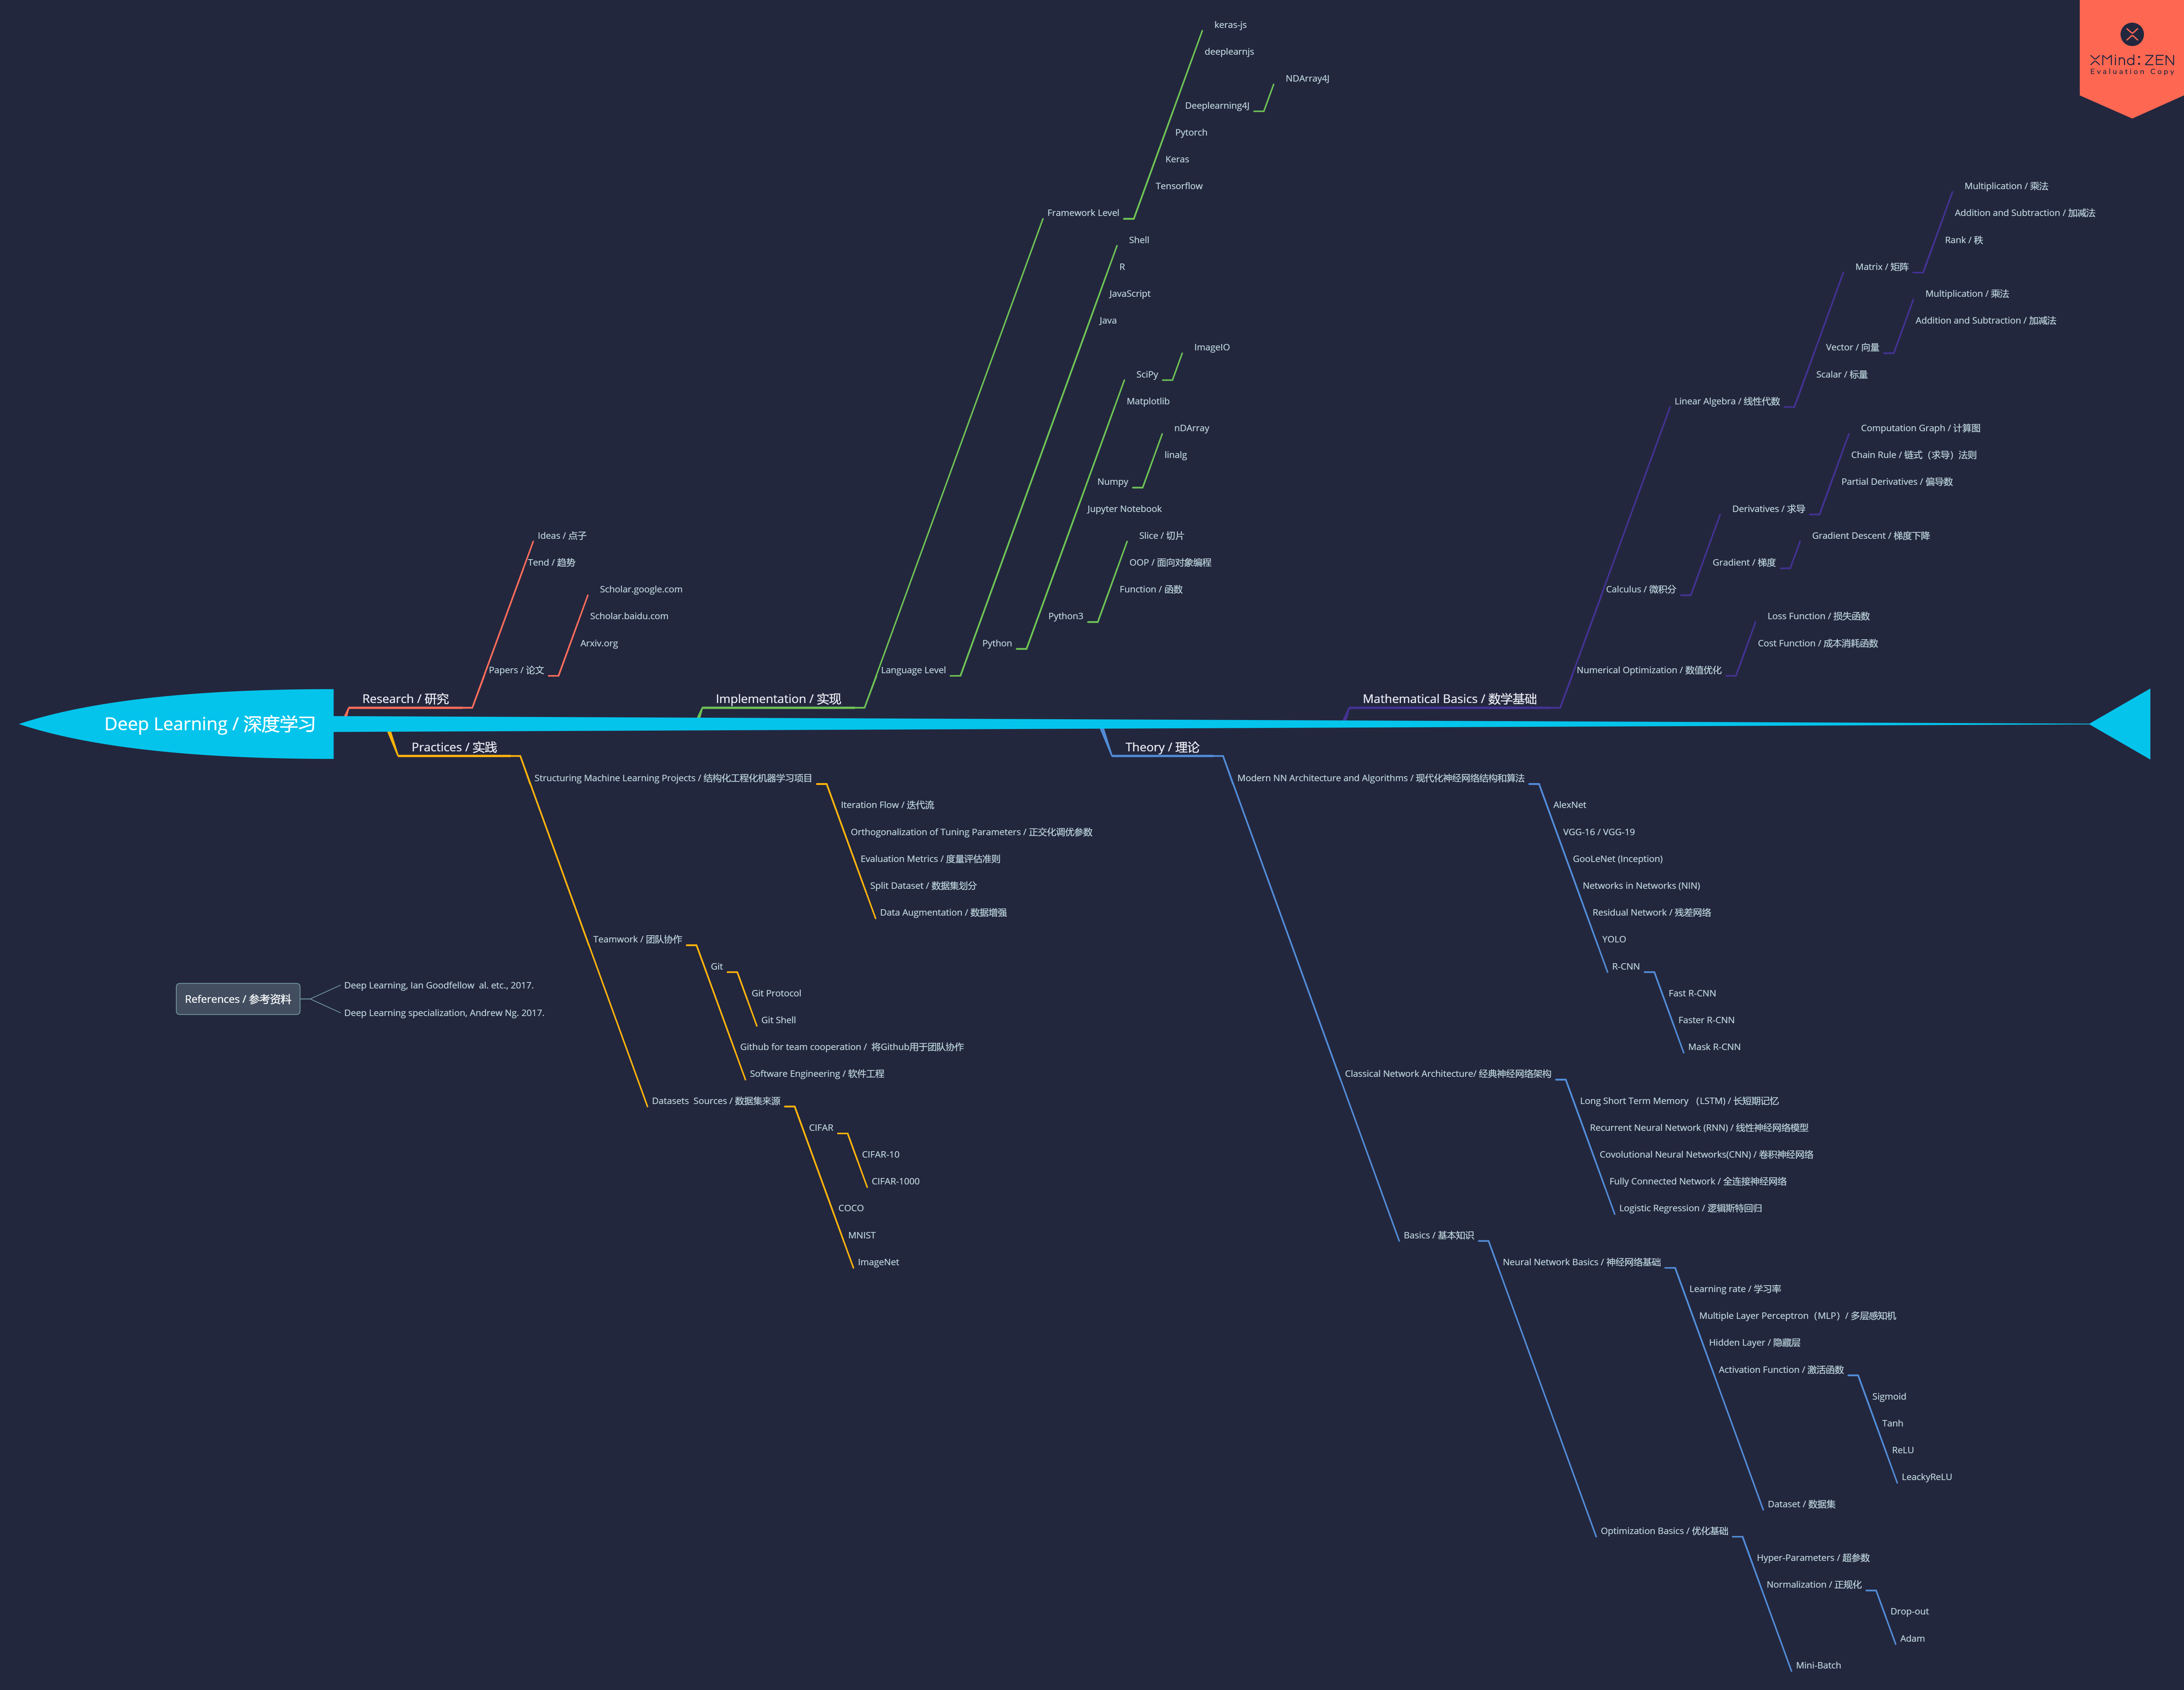 XMind: ZEN
Evaluation Copy
Deep Learning / 深度学习
Research / 研究
Ideas / 点子
Tend / 趋势
Scholar.google.com
Scholar.baidu.com
Arxiv.org
Papers / 论文
Implementation / 实现
keras-js
deeplearnjs
NDArray4J
Deeplearning4J
Pytorch
Keras
Tensorflow
Framework Level
Shell
R
JavaScript
Java
ImageIO
SciPy
Matplotlib
nDArray
linalg
Numpy
Jupyter Notebook
Slice / 切片
OOP / 面向对象编程
Function / 函数
Python3
Python
Language Level
Mathematical Basics / 数学基础
Multiplication / 乘法
Addition and Subtraction / 加减法
Rank / 秩
Matrix / 矩阵
Multiplication / 乘法
Addition and Subtraction / 加减法
Vector / 向量
Scalar / 标量
Linear Algebra / 线性代数
Computation Graph / 计算图
Chain Rule / 链式（求导）法则
Partial Derivatives / 偏导数
Derivatives / 求导
Gradient Descent / 梯度下降
Gradient / 梯度
Calculus / 微积分
Loss Function / 损失函数
Cost Function / 成本消耗函数
Numerical Optimization / 数值优化
Practices / 实践
Structuring Machine Learning Projects / 结构化工程化机器学习项目
Iteration Flow / 迭代流
Orthogonalization of Tuning Parameters / 正交化调优参数
Evaluation Metrics / 度量评估准则
Split Dataset / 数据集划分
Data Augmentation / 数据增强
Teamwork / 团队协作
Git
Git Protocol
Git Shell
Github for team cooperation / 将Github用于团队协作
Software Engineering / 软件工程
Datasets Sources / 数据集来源
CIFAR
CIFAR-10
CIFAR-1000
COCO
MNIST
ImageNet
Theory / 理论
Modern NN Architecture and Algorithms / 现代化神经网络结构和算法
AlexNet
VGG-16 / VGG-19
GooLeNet (Inception)
Networks in Networks (NIN)
Residual Network / 残差网络
YOLO
R-CNN
Fast R-CNN
Faster R-CNN
Mask R-CNN
Classical Network Architecture/ 经典神经网络架构
Long Short Term Memory （LSTM) / 长短期记忆
Recurrent Neural Network (RNN) / 线性神经网络模型
Covolutional Neural Networks(CNN) / 卷积神经网络
Fully Connected Network / 全连接神经网络
Logistic Regression / 逻辑斯特回归
Basics / 基本知识
Neural Network Basics / 神经网络基础
Learning rate / 学习率
Multiple Layer Perceptron（MLP）/ 多层感知机
Hidden Layer / 隐藏层
Activation Function / 激活函数
Sigmoid
Tanh
ReLU
LeackyReLU
Dataset / 数据集
Optimization Basics / 优化基础
Hyper-Parameters / 超参数
Normalization / 正规化
Drop-out
Adam
Mini-Batch
References / 参考资料
Deep Learning, Ian Goodfellow al. etc., 2017.
Deep Learning specialization, Andrew Ng. 2017.